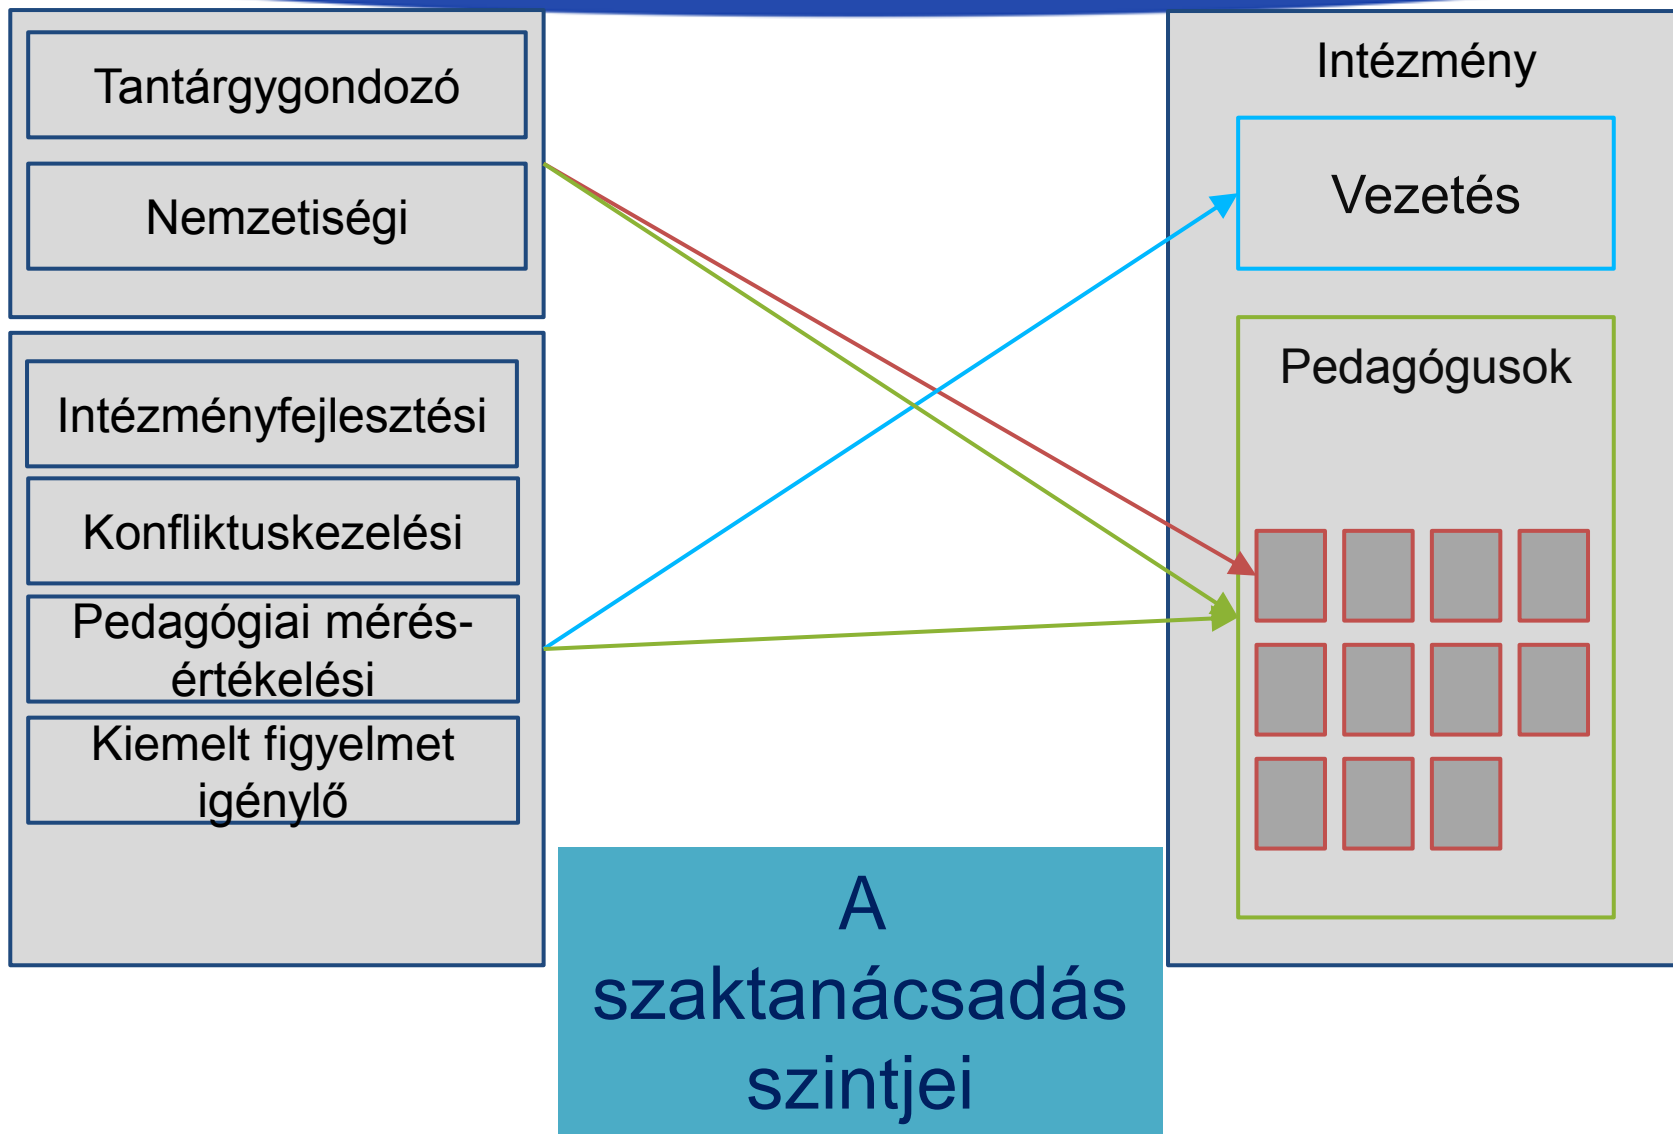 Tantárgygondozó
Nemzetiségi
Intézményfejlesztési
Konfliktuskezelési
Pedagógiai mérés-
értékelési
Kiemelt figyelmet
igénylő
Intézmény
Vezetés
Pedagógusok
A
szaktanácsadás
szintjei